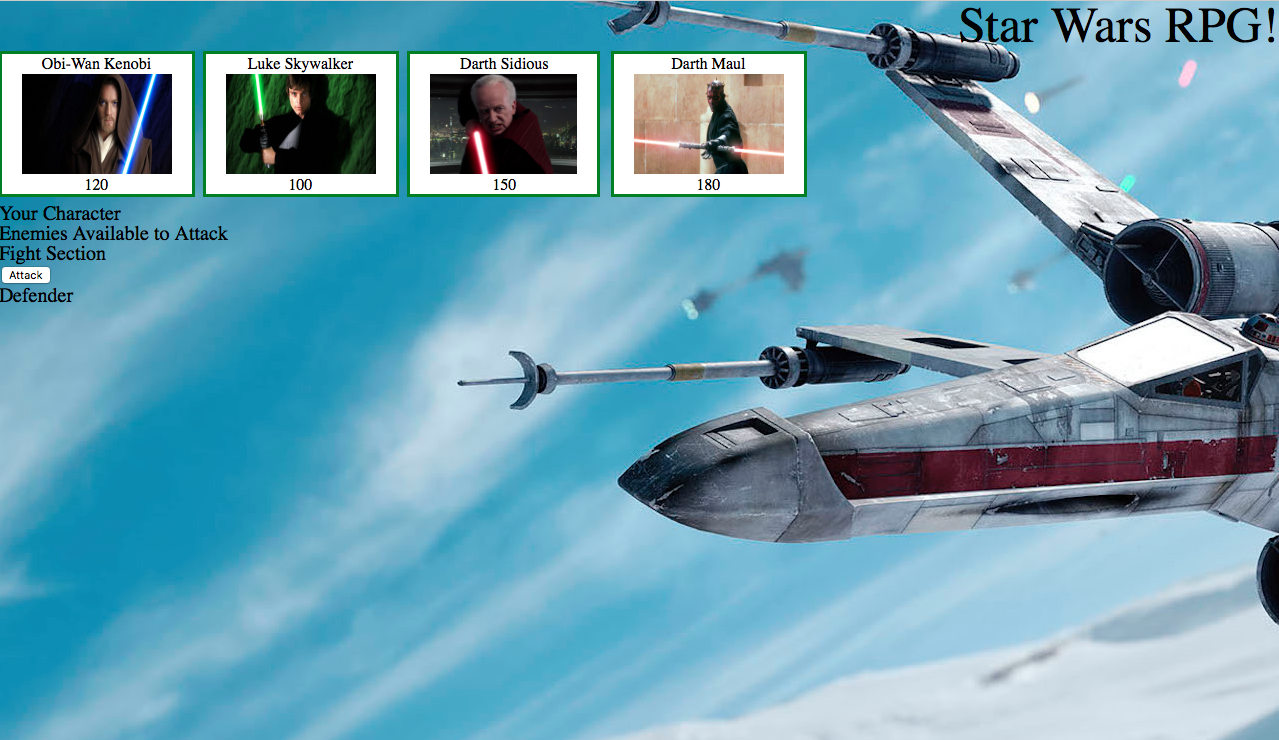 Star Wars RPG!
Obi-Wan Kenobi
120
Luke Skywalker
100
Darth Sidious
150
Darth Maul
180
Your Character
Enemies Available to Attack
Fight Section
Attack
Defender